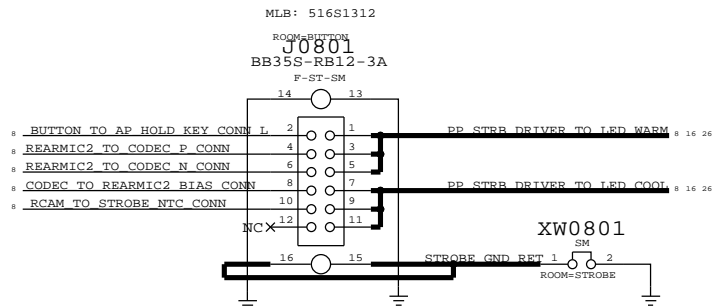 MLB: 516S1312
ROOM=BUTTON
J0801
BB35S-RB12-3A
F-ST-SM
14 13
8 BUTTON_TO_AP_HOLD_KEY_CONN_L 2 1 PP_STRB_DRIVER_TO_LED_WARM 8 16 26
8 REARMIC2_TO_CODEC_P_CONN 4 3
8 REARMIC2_TO_CODEC_N_CONN 6 5
8 CODEC_TO_REARMIC2_BIAS_CONN 8 7 PP_STRB_DRIVER_TO_LED_COOL 8 16 26
8 RCAM_TO_STROBE_NTC_CONN 10 9
NC 12 11
XW0801
SM
16 15 STROBE_GND_RET 1 2
ROOM=STROBE